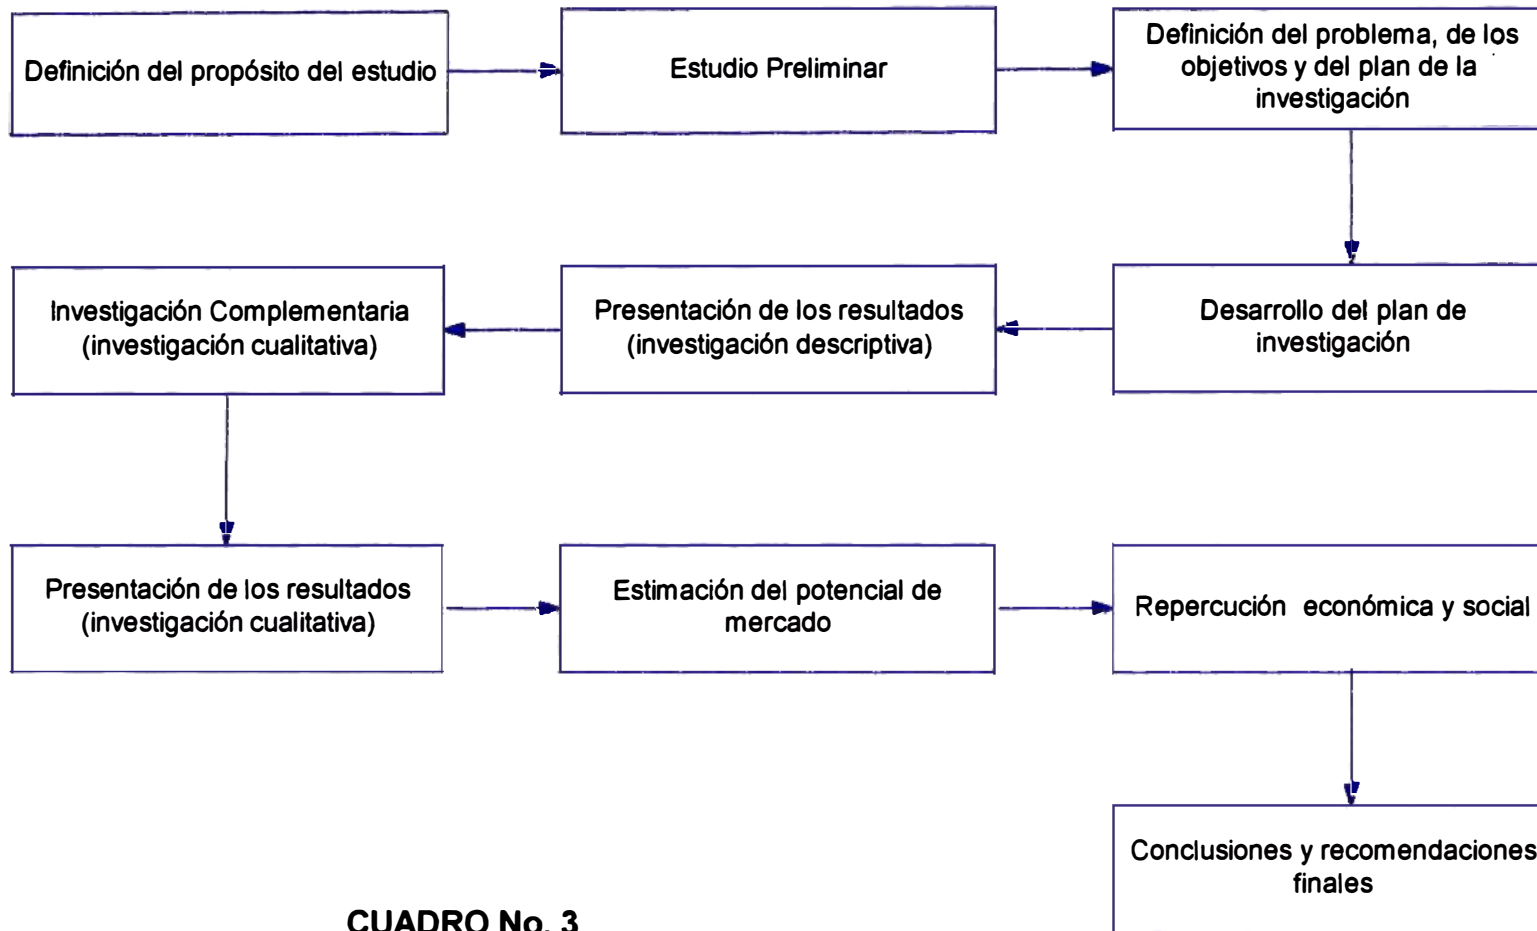 Definición del propósito del estudio
Estudio Preliminar
Definición del problema, de los
objetivos y del plan de la
investigación
Investigación Complementaria
(investigación cualitativa)
Presentación de los resultados
(investigación descriptiva)
Desarrollo del plan de
investigación
Presentación de los resultados
(investigación cualitativa)
Estimación del potencial de
mercado
Repercución económica y social
Conclusiones y recomendaciones
finales
CUADRO No. 3